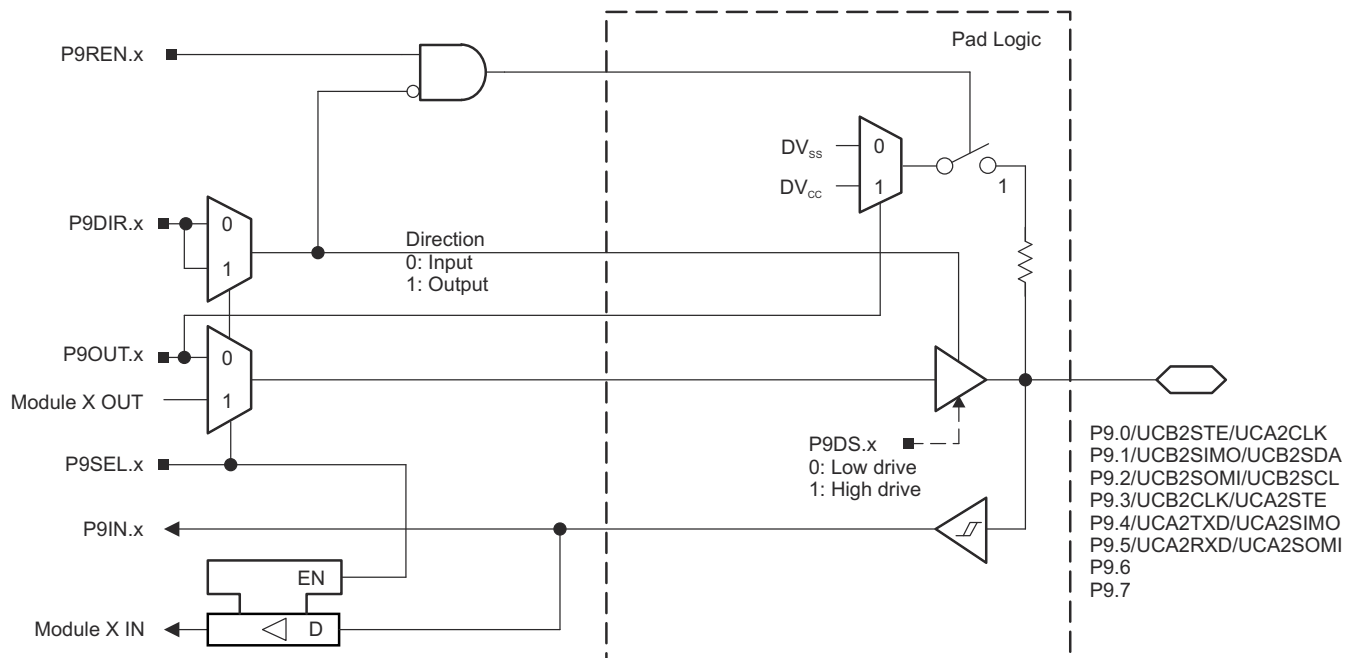 Pad Logic
P9REN.x
DVSS
0
DVCC
1
1
P9DIR.x
0
1
Direction
0: Input
1: Output
P9OUT.x
0
Module X OUT
1
P9DS.x
0: Low drive
1: High drive
P9SEL.x
P9IN.x
EN
Module X IN
D
P9.0/UCB2STE/UCA2CLK
P9.1/UCB2SIMO/UCB2SDA
P9.2/UCB2SOMI/UCB2SCL
P9.3/UCB2CLK/UCA2STE
P9.4/UCA2TXD/UCA2SIMO
P9.5/UCA2RXD/UCA2SOMI
P9.6
P9.7